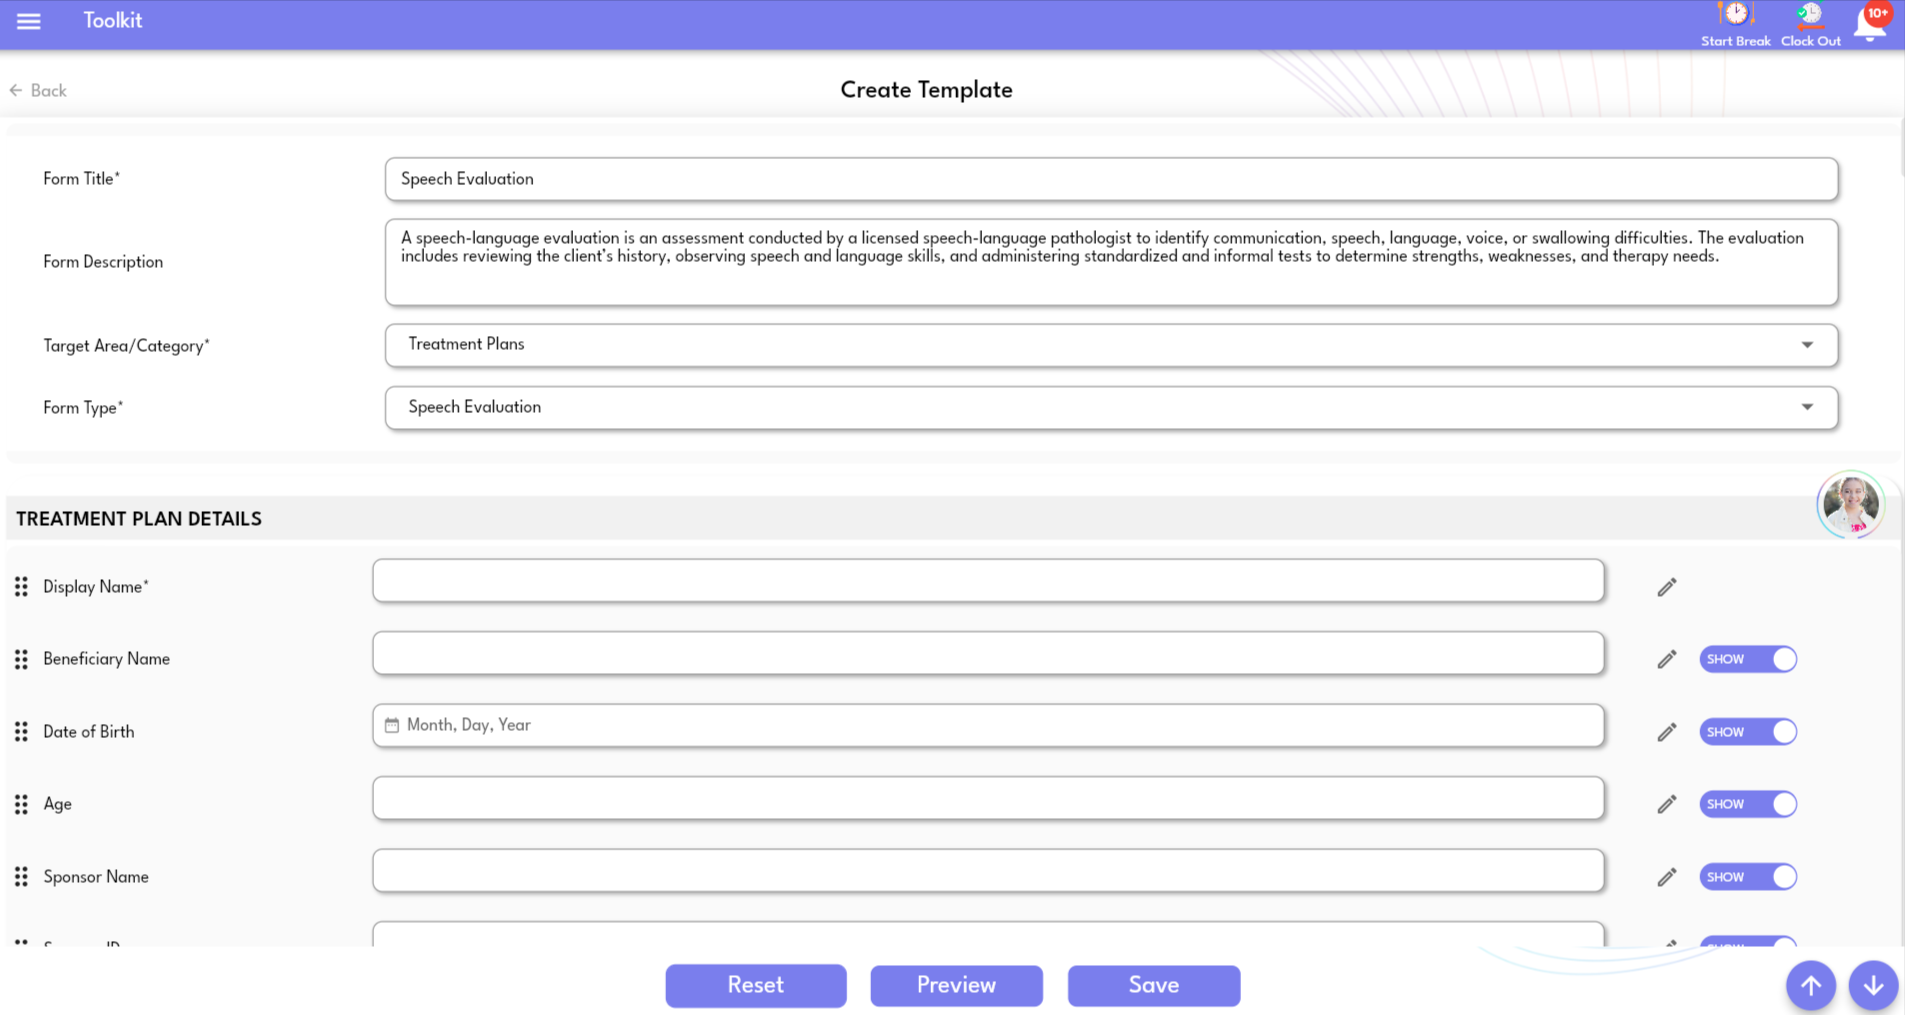 Toolkit
Start Break
Clock Out
10+
Back
Create Template
Form Title*
Speech Evaluation
Form Description
A speech-language evaluation is an assessment conducted by a licensed speech-language pathologist to identify communication, speech, language, voice, or swallowing difficulties. The evaluation
includes reviewing the client’s history, observing speech and language skills, and administering standardized and informal tests to determine strengths, weaknesses, and therapy needs.
Target Area/Category*
Treatment Plans
Form Type*
Speech Evaluation
TREATMENT PLAN DETAILS
Display Name*
Beneficiary Name
SHOW
Date of Birth
Month, Day, Year
SHOW
Age
SHOW
Sponsor Name
SHOW
ID
SHOW
Reset
Preview
Save